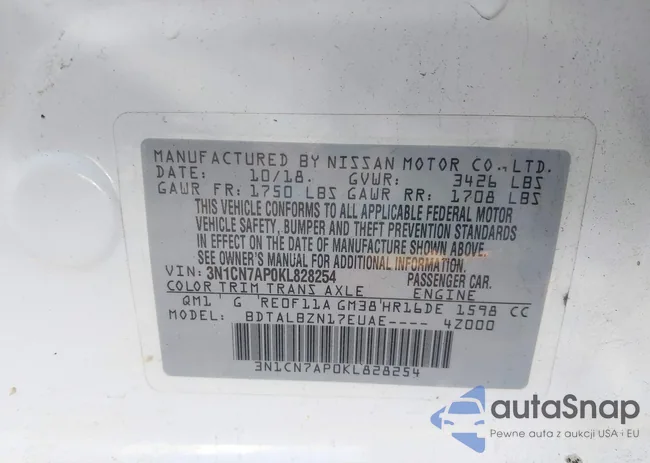 MANUFACTURED BY NISSAN MOTOR CO., LTD.
DATE: 10/18. GVWR: 3426 LBS
GAWR FR: 1750 LBS GAWR RR: 1708 LBS
THIS VEHICLE CONFORMS TO ALL APPLICABLE FEDERAL MOTOR
VEHICLE SAFETY, BUMPER AND THEFT PREVENTION STANDARDS
IN EFFECT ON THE DATE OF MANUFACTURE SHOWN ABOVE.
SEE OWNER'S MANUAL FOR ADDITIONAL INFORMATION.
VIN: 3N1CN7AP0KL828254 PASSENGER CAR.
COLOR TRIM TRANS AXLE ENGINE
QM1 G RE0F11A GM38 HR16DE 1598 CC
MODEL: BDTALBZN17EUAE---- 4Z000
3N1CN7AP0KL828254
autoSnap
Pewne auta z aukcji USA i EU